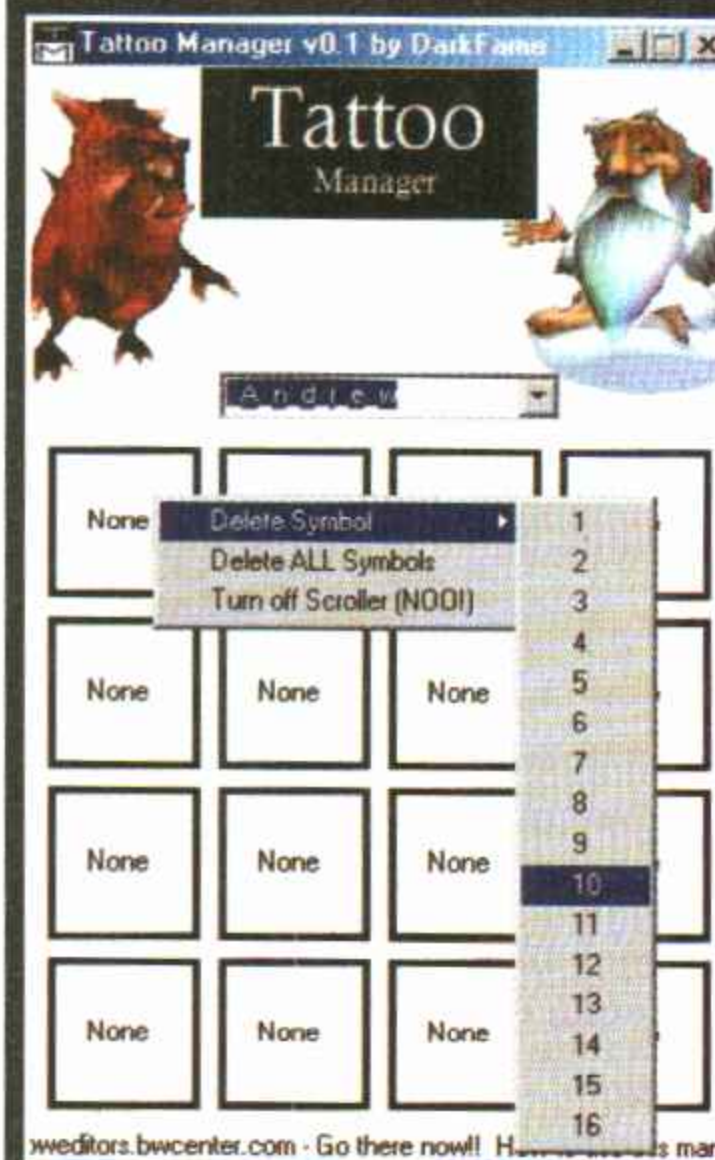 Tattoo Manager v0.1 by DarkFame
Tattoo
Manager
Andrew
None
Delete Symbol
Delete ALL Symbols
Turn off Scroller (NOO!)
1
2
3
4
5
6
7
8
9
10
11
12
13
14
15
16
None None None
None None None
None None None
oweditors.bwcenter.com - Go there now!! man